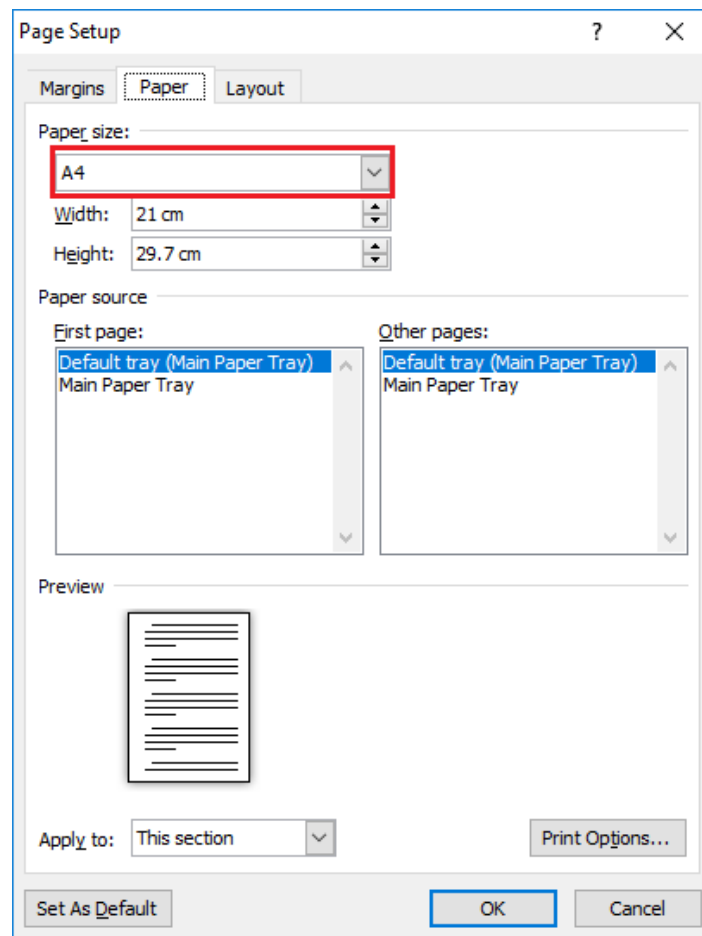 Page Setup ?
Margins Paper Layout
Paper size:
A4
Width: 21 cm
Height: 29.7 cm
Paper source
First page: Other pages:
Default tray (Main Paper Tray) Default tray (Main Paper Tray)
Main Paper Tray Main Paper Tray
Preview
Apply to: This section Print Options...
Set As Default OK Cancel